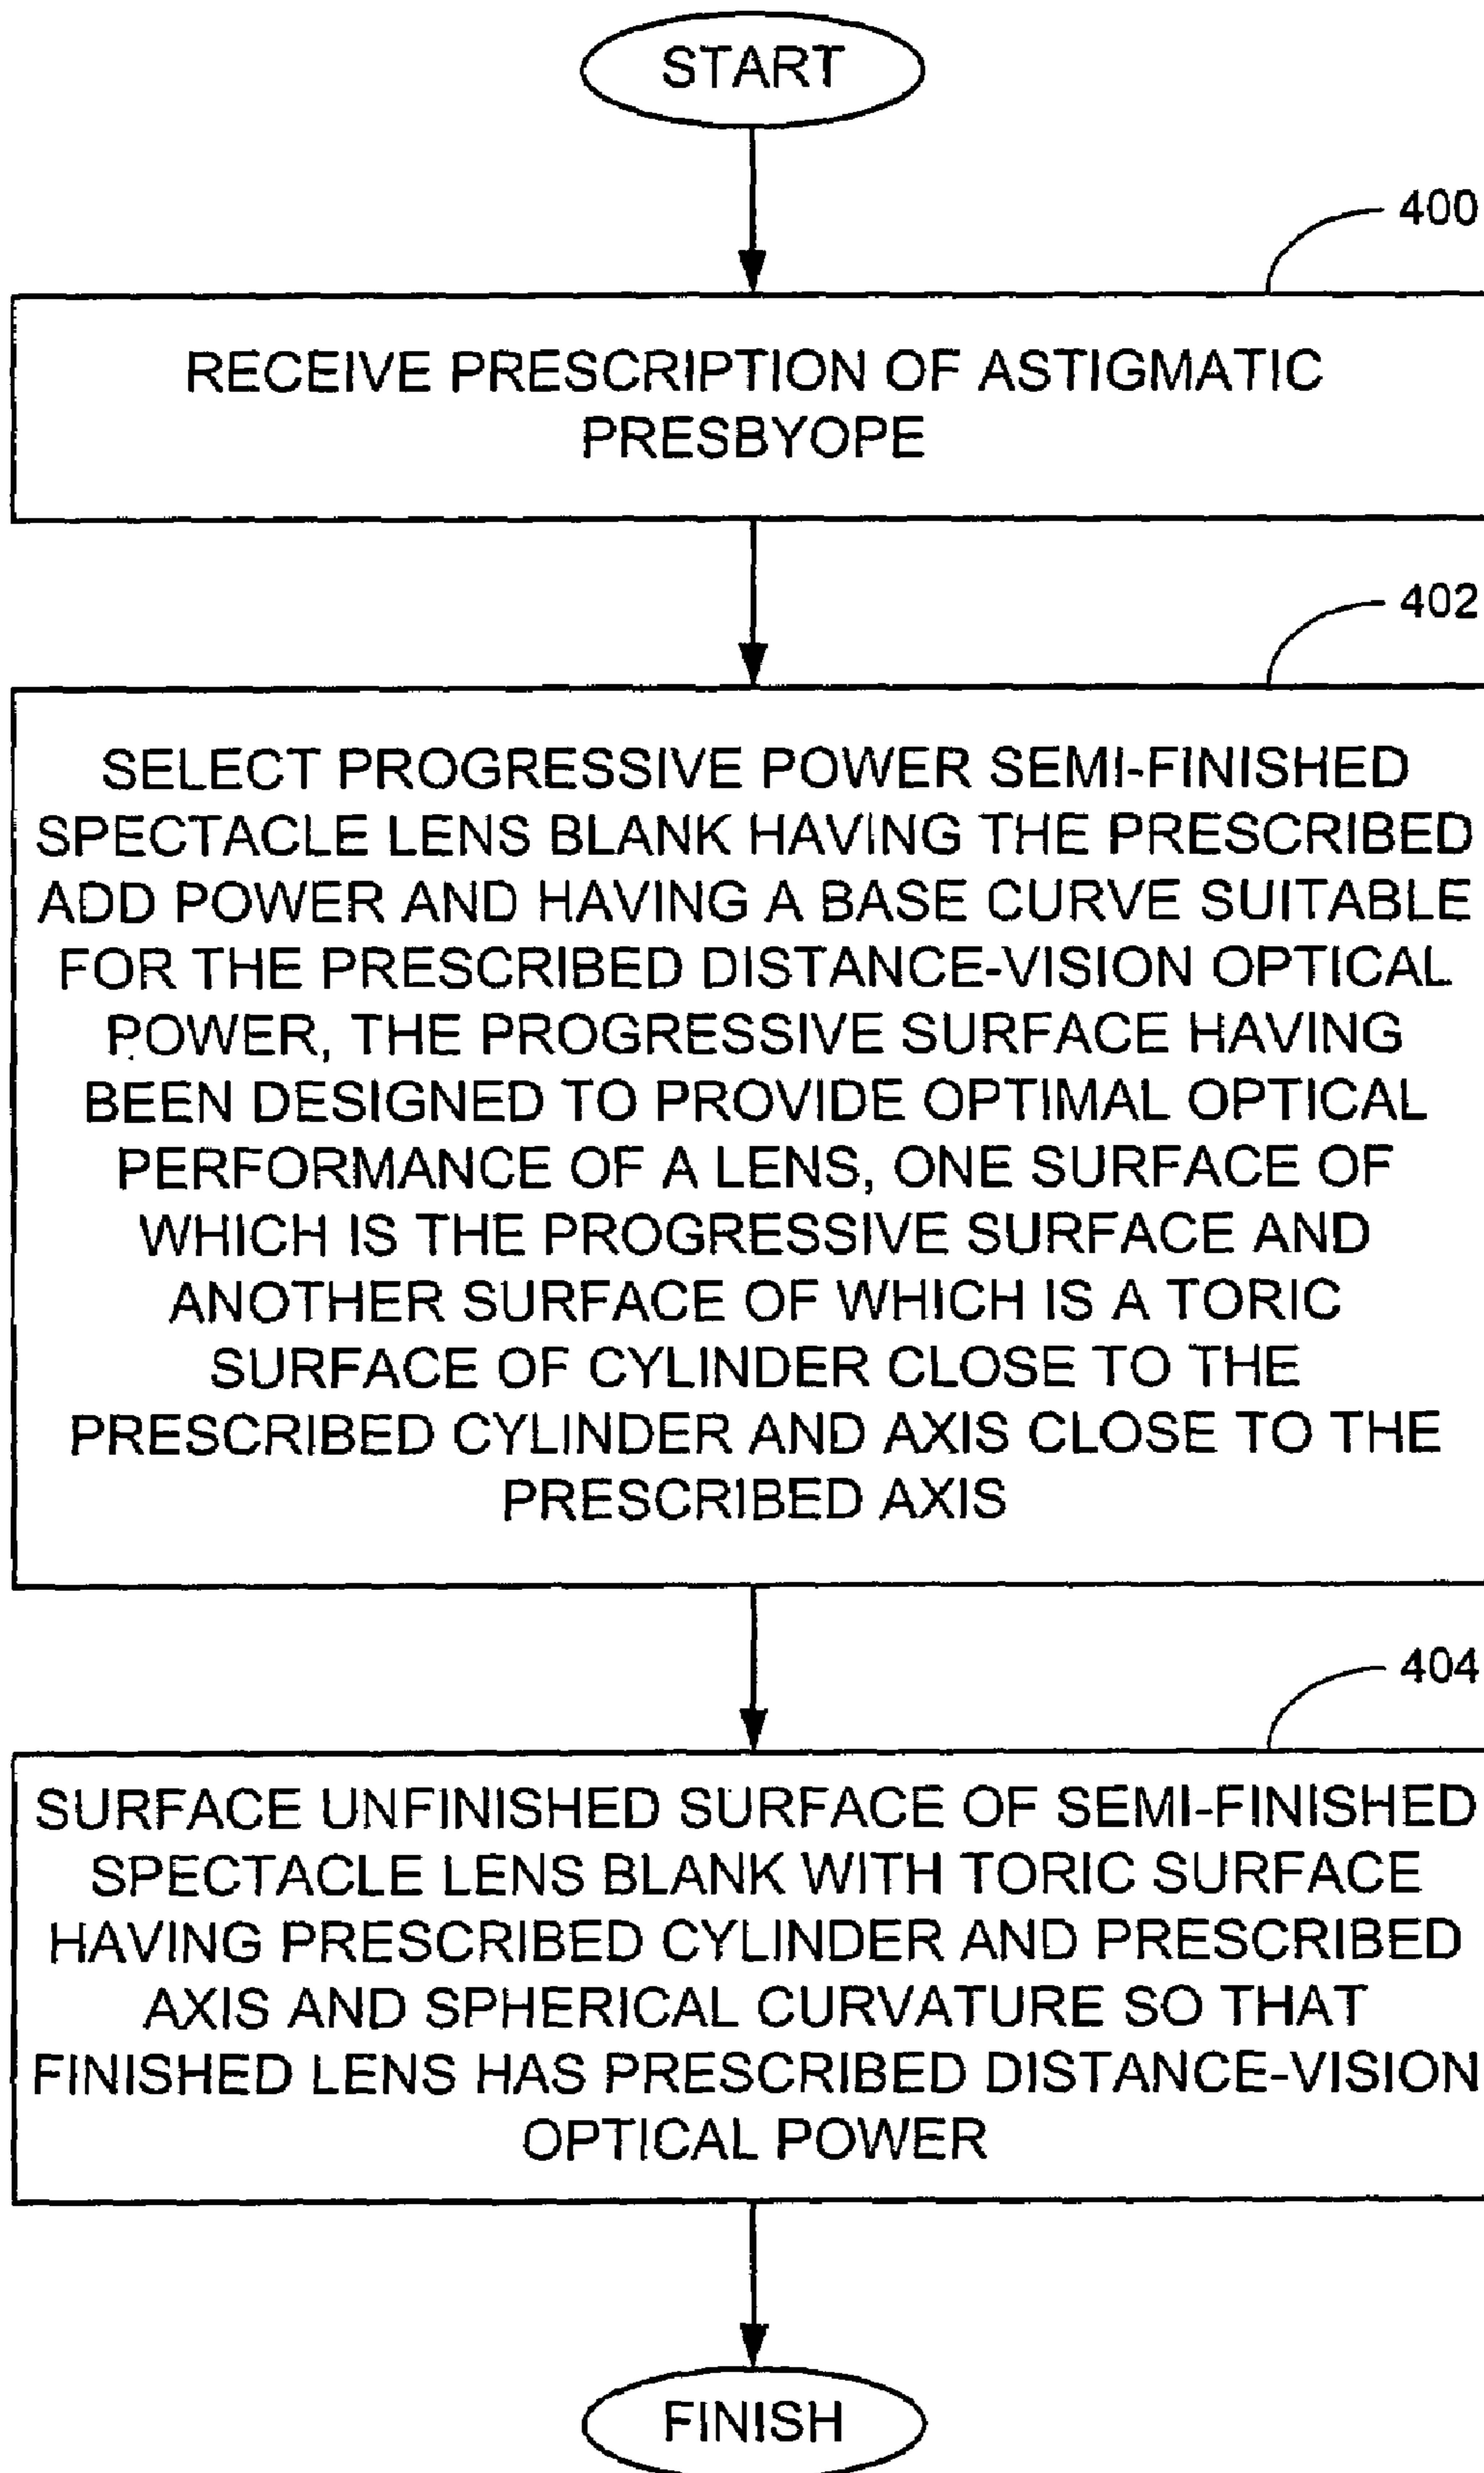 START
400
RECEIVE PRESCRIPTION OF ASTIGMATIC
PRESBYOPE
402
SELECT PROGRESSIVE POWER SEMI-FINISHED
SPECTACLE LENS BLANK HAVING THE PRESCRIBED
ADD POWER AND HAVING A BASE CURVE SUITABLE
FOR THE PRESCRIBED DISTANCE-VISION OPTICAL
POWER, THE PROGRESSIVE SURFACE HAVING
BEEN DESIGNED TO PROVIDE OPTIMAL OPTICAL
PERFORMANCE OF A LENS, ONE SURFACE OF
WHICH IS THE PROGRESSIVE SURFACE AND
ANOTHER SURFACE OF WHICH IS A TORIC
SURFACE OF CYLINDER CLOSE TO THE
PRESCRIBED CYLINDER AND AXIS CLOSE TO THE
PRESCRIBED AXIS
404
SURFACE UNFINISHED SURFACE OF SEMI-FINISHED
SPECTACLE LENS BLANK WITH TORIC SURFACE
HAVING PRESCRIBED CYLINDER AND PRESCRIBED
AXIS AND SPHERICAL CURVATURE SO THAT
FINISHED LENS HAS PRESCRIBED DISTANCE-VISION
OPTICAL POWER
FINISH